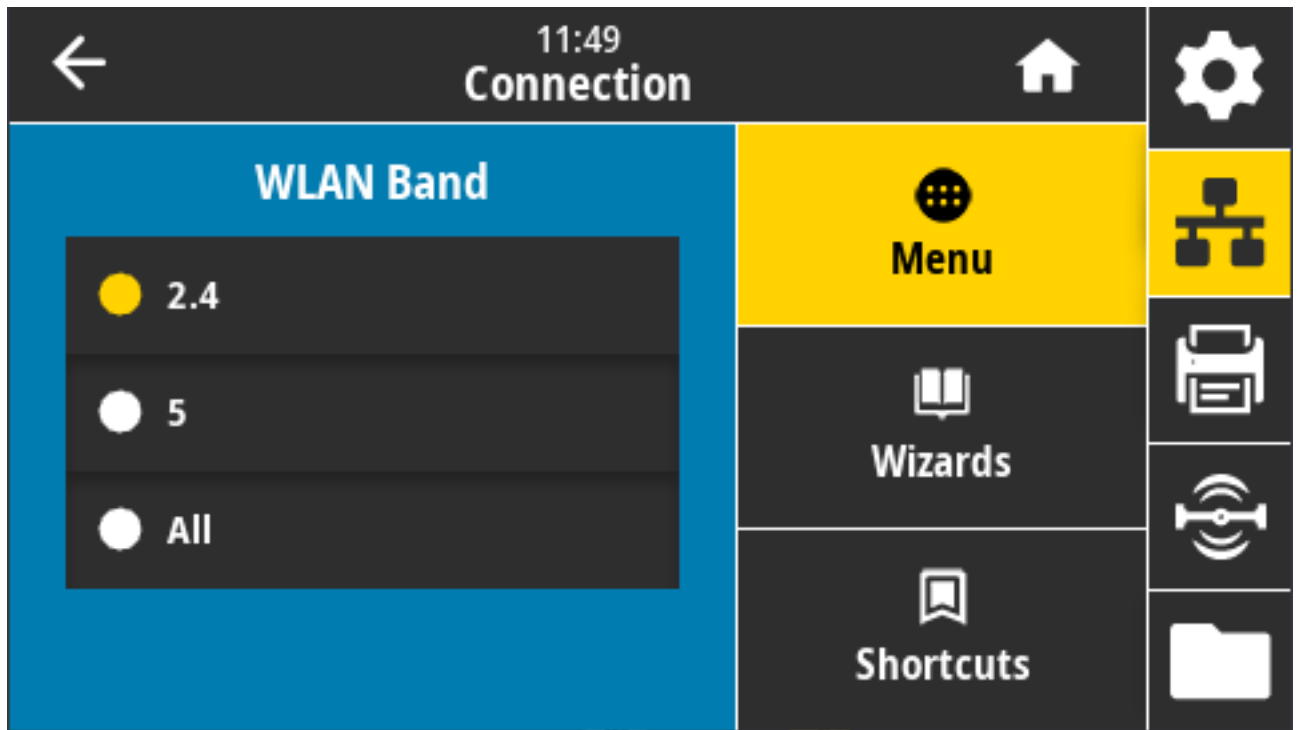 11:49
Connection
WLAN Band
2.4
5
All
Menu
Wizards
Shortcuts